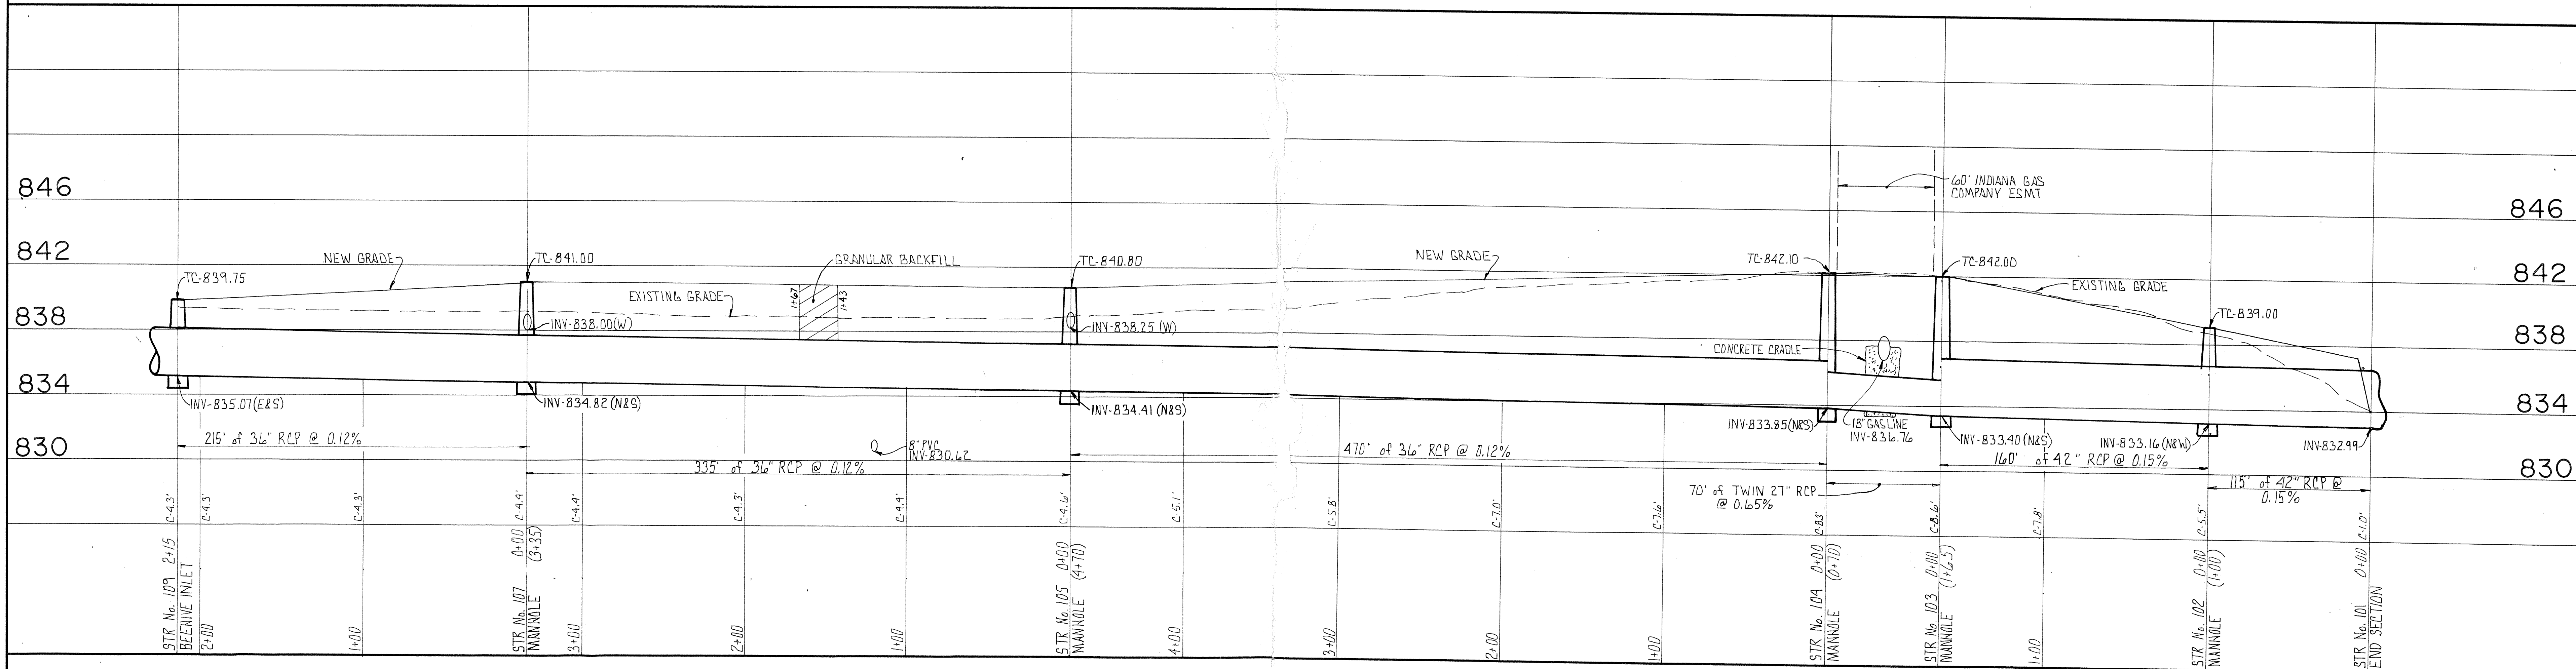 846
846
842
842
838
838
834
834
830
830
60' INDIANA GAS
COMPANY ESMT
TC-839.75
NEW GRADE
TC-841.00
GRANULAR BACKFILL
TC-840.80
NEW GRADE
TC-842.10
TC-842.00
EXISTING GRADE
EXISTING GRADE
1+67
1+43
TC-839.00
INV-838.00(W)
INV-838.25 (W)
CONCRETE CRADLE
INV-835.07(E&S)
INV-834.82 (N&S)
INV-834.41 (N&S)
INV-833.85(N&S)
18" GASLINE
INV-836.76
INV-833.40 (N&S)
INV-833.16 (N&W)
INV-832.99
215' of 36" RCP @ 0.12%
8" PVC
INV-830.62
335' of 36" RCP @ 0.12%
470' of 36" RCP @ 0.12%
160' of 42" RCP @ 0.15%
70' of TWIN 27" RCP
@ 0.65%
115' of 42" RCP @
0.15%
C-4.3'
C-4.3'
C-4.3'
C-4.4'
C-4.4'
C-4.3'
C-4.4'
C-4.6'
C-5.1'
C-5.8'
C-7.0'
C-7.6'
C-8.3'
C-8.6'
C-7.8'
C-5.5'
C-1.0'
STR No. 109 2+15
BEEHIVE INLET
2+00
1+00
STR No. 107 0+00
MANHOLE (3+35)
3+00
2+00
1+00
STR No. 105 0+00
MANHOLE (4+70)
4+00
3+00
2+00
1+00
STR No. 104 0+00
MANHOLE (0+70)
STR No. 103 0+00
MANHOLE (1+65)
1+00
STR No. 102 0+00
MANHOLE (1+00)
STR No. 101 0+00
END SECTION